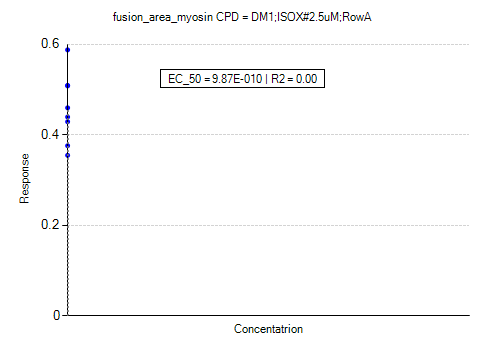 fusion_area_myosin CPD = DM1;ISOX#2.5uM;RowA
0.6
EC_50 = 9.87E-010 | R2 = 0.00
0.4
Response
0.2
0
Concentatrion